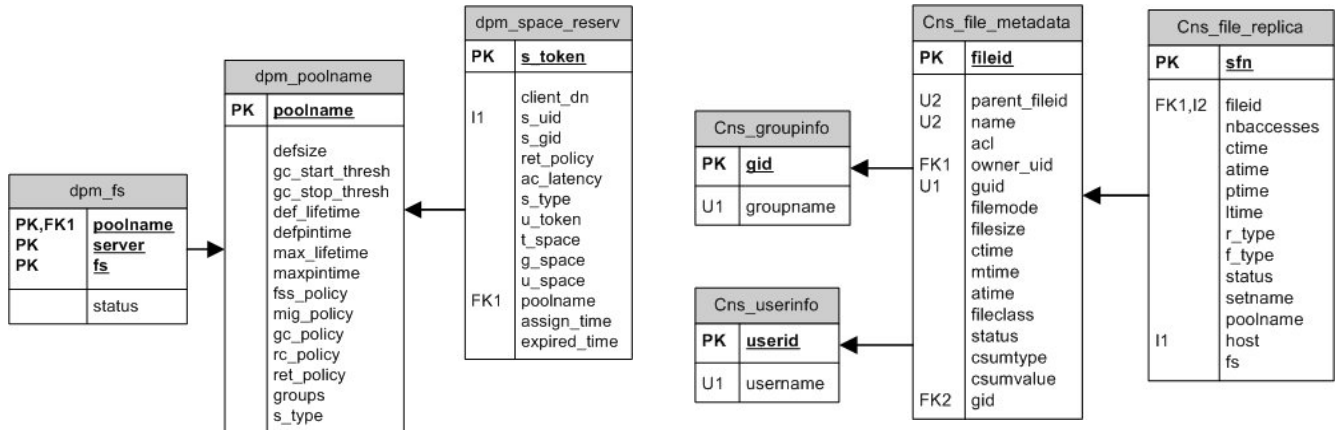 dpm_fs
PK,FK1 poolname
PK server
PK fs
status
dpm_poolname
PK poolname
defsize
gc_start_thresh
gc_stop_thresh
def_lifetime
defpintime
max_lifetime
maxpintime
fss_policy
mig_policy
gc_policy
rc_policy
ret_policy
groups
s_type
dpm_space_reserv
PK s_token
client_dn
I1 s_uid
s_gid
ret_policy
ac_latency
s_type
u_token
t_space
g_space
u_space
FK1 poolname
assign_time
expired_time
Cns_groupinfo
PK gid
U1 groupname
Cns_userinfo
PK userid
U1 username
Cns_file_metadata
PK fileid
U2 parent_fileid
U2 name
acl
FK1 owner_uid
U1 guid
filemode
filesize
ctime
mtime
atime
fileclass
status
csumtype
csumvalue
FK2 gid
Cns_file_replica
PK sfn
FK1,I2 fileid
nbaccesses
ctime
atime
ptime
ltime
r_type
f_type
status
setname
poolname
I1 host
fs